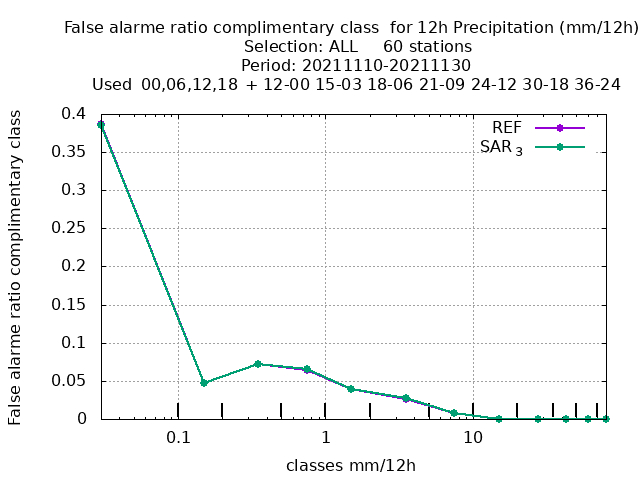 False alarme ratio complimentary class  for 12h Precipitation (mm/12h)
Selection: ALL     60 stations
Period: 20211110-20211130
Used  00,06,12,18  + 12-00 15-03 18-06 21-09 24-12 30-18 36-24
False alarme ratio complimentary class
0.4
0.35
0.3
0.25
0.2
0.15
0.1
0.05
0
REF
SAR 3
0.1
1
10
classes mm/12h